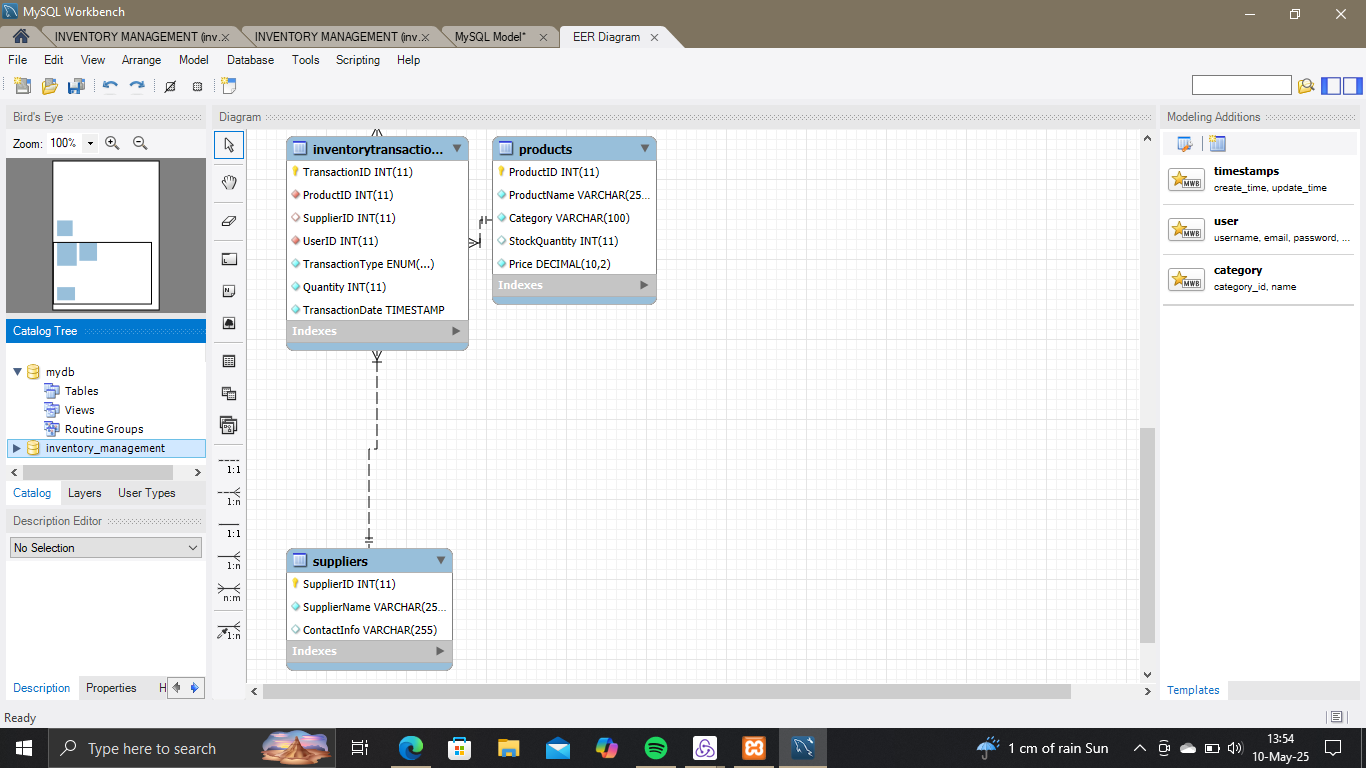 MySQL Workbench
INVENTORY MANAGEMENT (inv.
INVENTORY MANAGEMENT (inv.
MySQL Model*
EER Diagram
File Edit View Arrange Model Database Tools Scripting Help
Bird's Eye
Zoom: 100%
Catalog Tree
mydb
Tables
Views
Routine Groups
inventory_management
Catalog Layers User Types
Description Editor
No Selection
Description Properties H
Diagram
1:1
1:n
1:1
1:n
n:m
1:n
inventorytransactio...
TransactionID INT(11)
ProductID INT(11)
SupplierID INT(11)
UserID INT(11)
TransactionType ENUM(...)
Quantity INT(11)
TransactionDate TIMESTAMP
Indexes
products
ProductID INT(11)
ProductName VARCHAR(25...
Category VARCHAR(100)
StockQuantity INT(11)
Price DECIMAL(10,2)
Indexes
suppliers
SupplierID INT(11)
SupplierName VARCHAR(25...
ContactInfo VARCHAR(255)
Indexes
Modeling Additions
MWB
timestamps
create_time, update_time
MWB
user
username, email, password, ...
MWB
category
category_id, name
Templates
Ready
Type here to search
1 cm of rain Sun
13:54
10-May-25